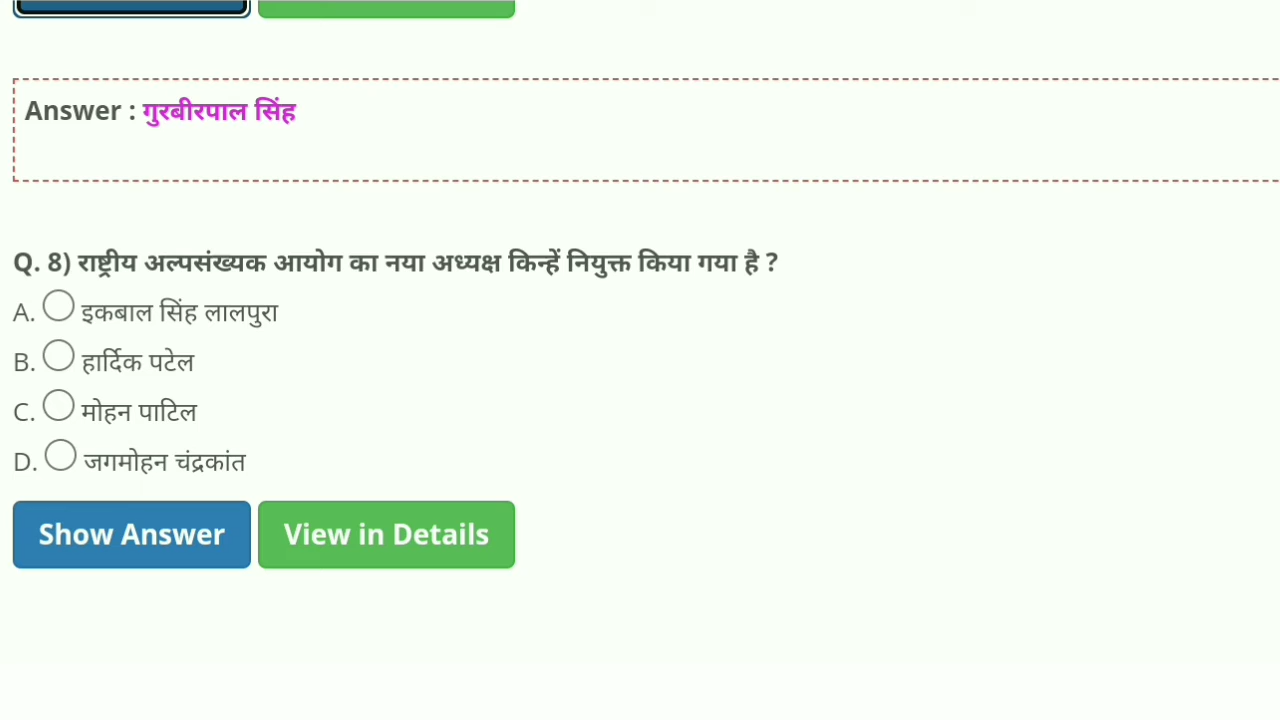 Answer : गुरबीरपाल सिंह
Q. 8) राष्ट्रीय अल्पसंख्यक आयोग का नया अध्यक्ष किन्हें नियुक्त किया गया है ?
A. इकबाल सिंह लालपुरा
B. हार्दिक पटेल
C. मोहन पाटिल
D. जगमोहन चंद्रकांत
Show Answer View in Details